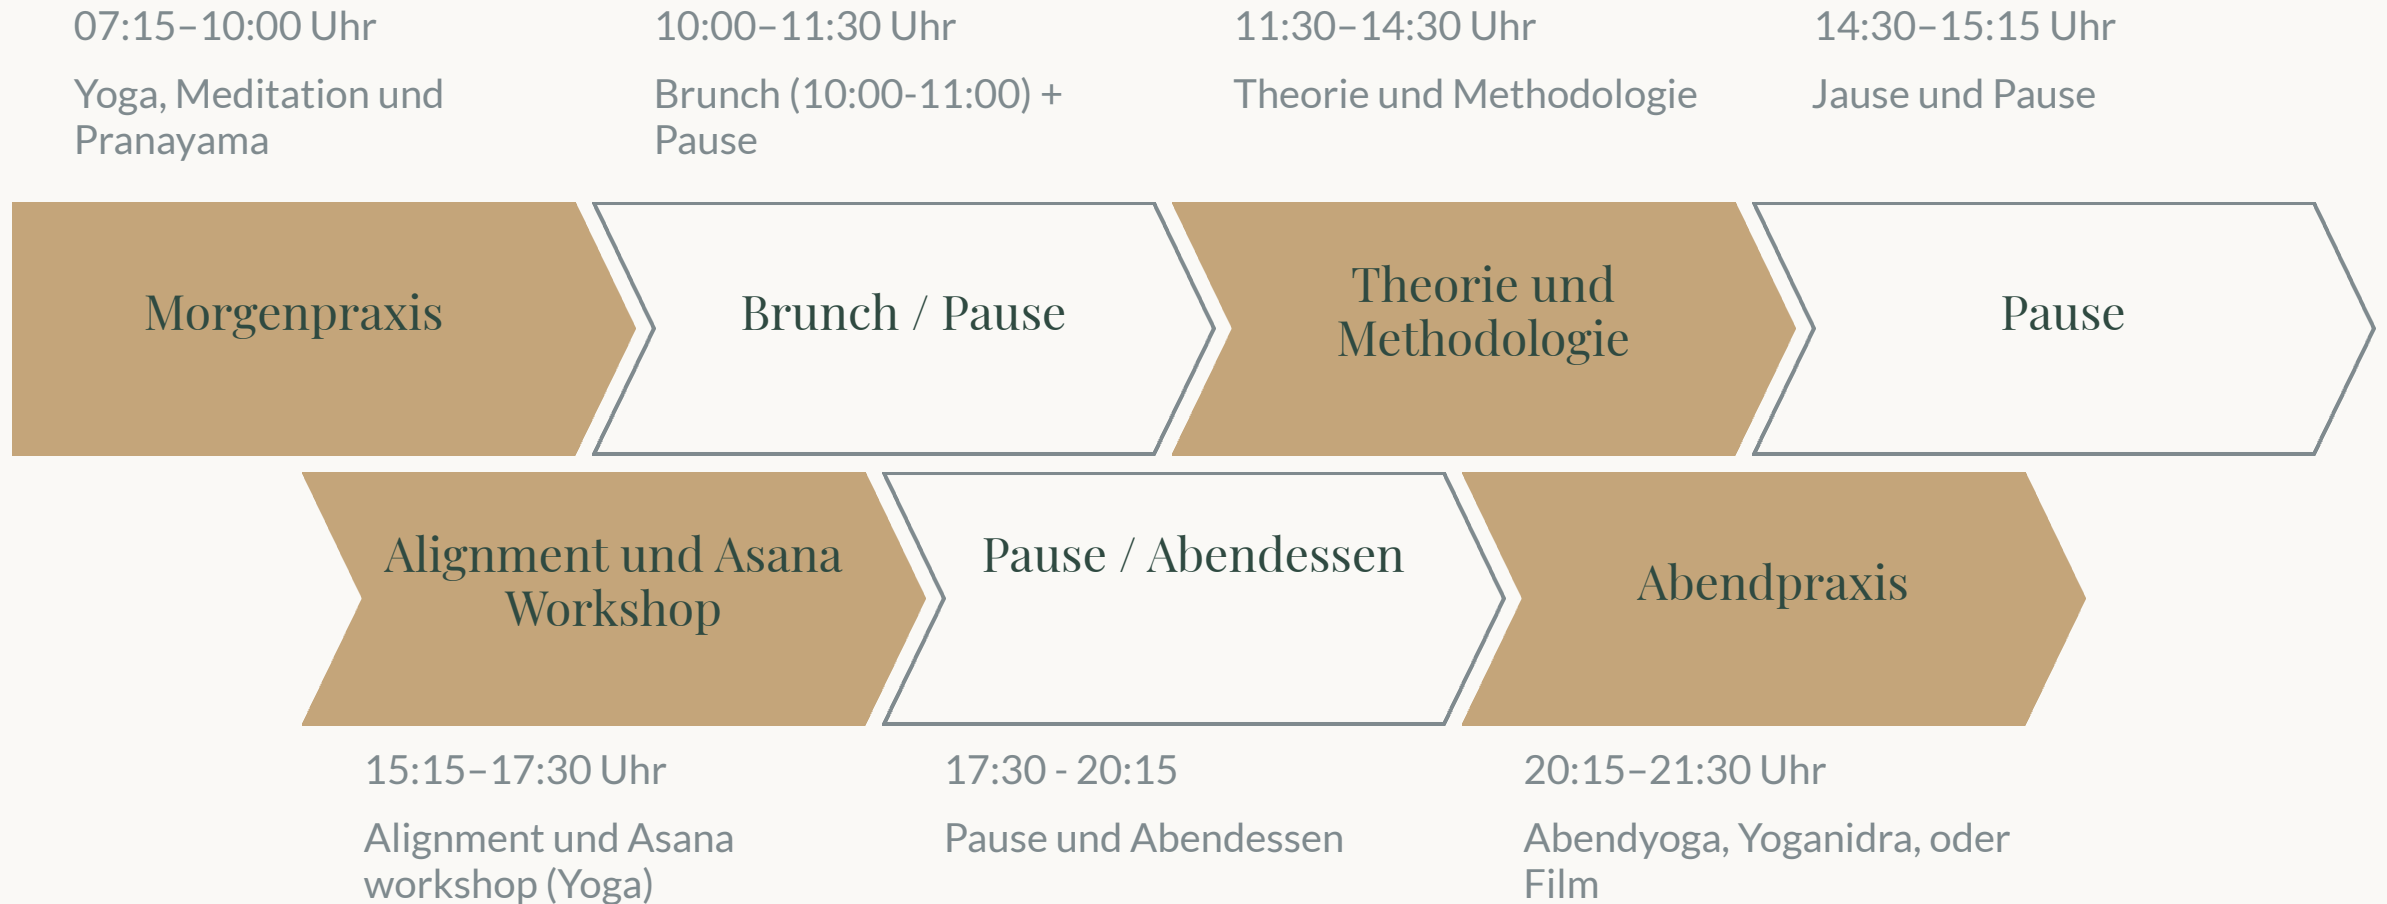 07:15–10:00 Uhr
Yoga, Meditation und
Pranayama
10:00–11:30 Uhr
Brunch (10:00-11:00) +
Pause
11:30–14:30 Uhr
Theorie und Methodologie
14:30–15:15 Uhr
Jause und Pause
Morgenpraxis
Brunch / Pause
Theorie und
Methodologie
Pause
Alignment und Asana
Workshop
Pause / Abendessen
Abendpraxis
15:15–17:30 Uhr
Alignment und Asana
workshop (Yoga)
17:30 - 20:15
Pause und Abendessen
20:15–21:30 Uhr
Abendyoga, Yoganidra, oder
Film